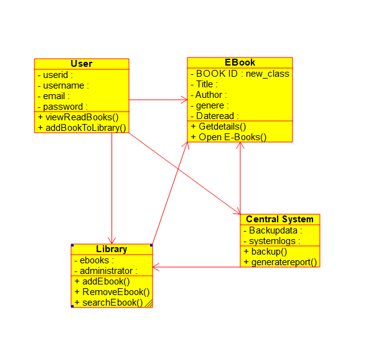 User
- userid :
- username :
- email :
- password :
+ viewReadBooks()
+ addBookToLibrary()
EBook
- BOOK ID : new_class
- Title :
- Author :
- genere :
- Dateread :
+ Getdetails()
+ Open E-Books()
Library
- ebooks :
- administrator :
+ addEbook()
+ RemoveEbook()
+ searchEbook()
Central System
- Backupdata :
- systemlogs :
+ backup()
+ generatereport()